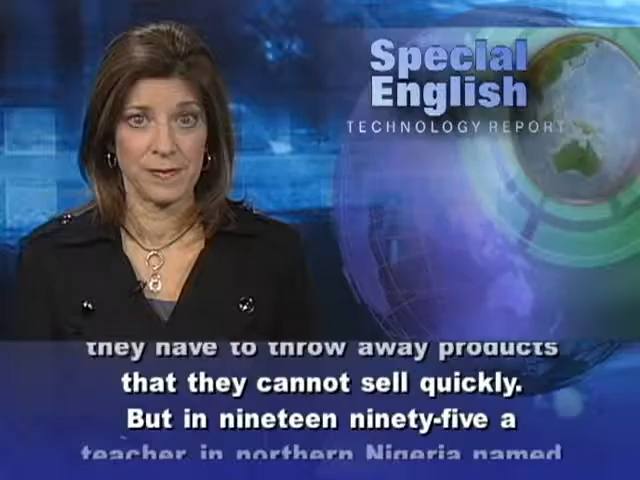 Special
English
TECHNOLOGY REPORT
they have to throw away products
that they cannot sell quickly.
But in nineteen ninety-five a
teacher in northern Nigeria named